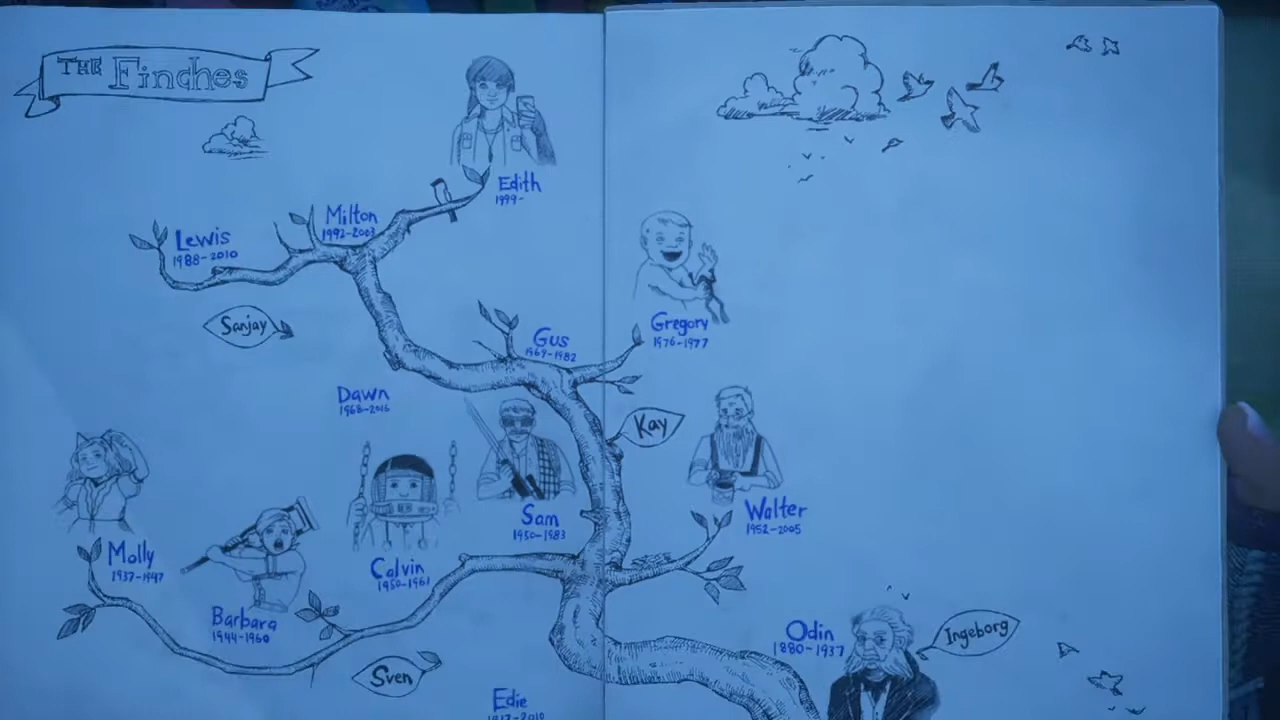 THE Finches
Edith
1999-
Milton
1992-2003
Lewis
1988-2010
Sanjay
Gregory
1976-1977
Gus
1969-1982
Dawn
1968-2016
Kay
Sam
1950-1983
Walter
1952-2005
Calvin
1950-1961
Molly
1937-1947
Barbara
1944-1960
Sven
Odin
1880-1937
Ingeborg
Edie
1917-2010